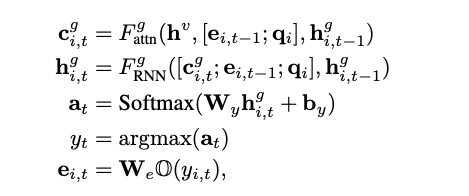 c^g_{i,t} = F^g_{attn}(h^v, [e_{i,t−1}; q_i], h^g_{i,t−1})
h^g_{i,t} = F^g_{RNN}([c^g_{i,t}; e_{i,t−1}; q_i], h^g_{i,t−1})
a_t = Softmax(W_y h^g_{i,t} + b_y)
y_t = argmax(a_t)
e_{i,t} = W_e 𝕆(y_{i,t}),